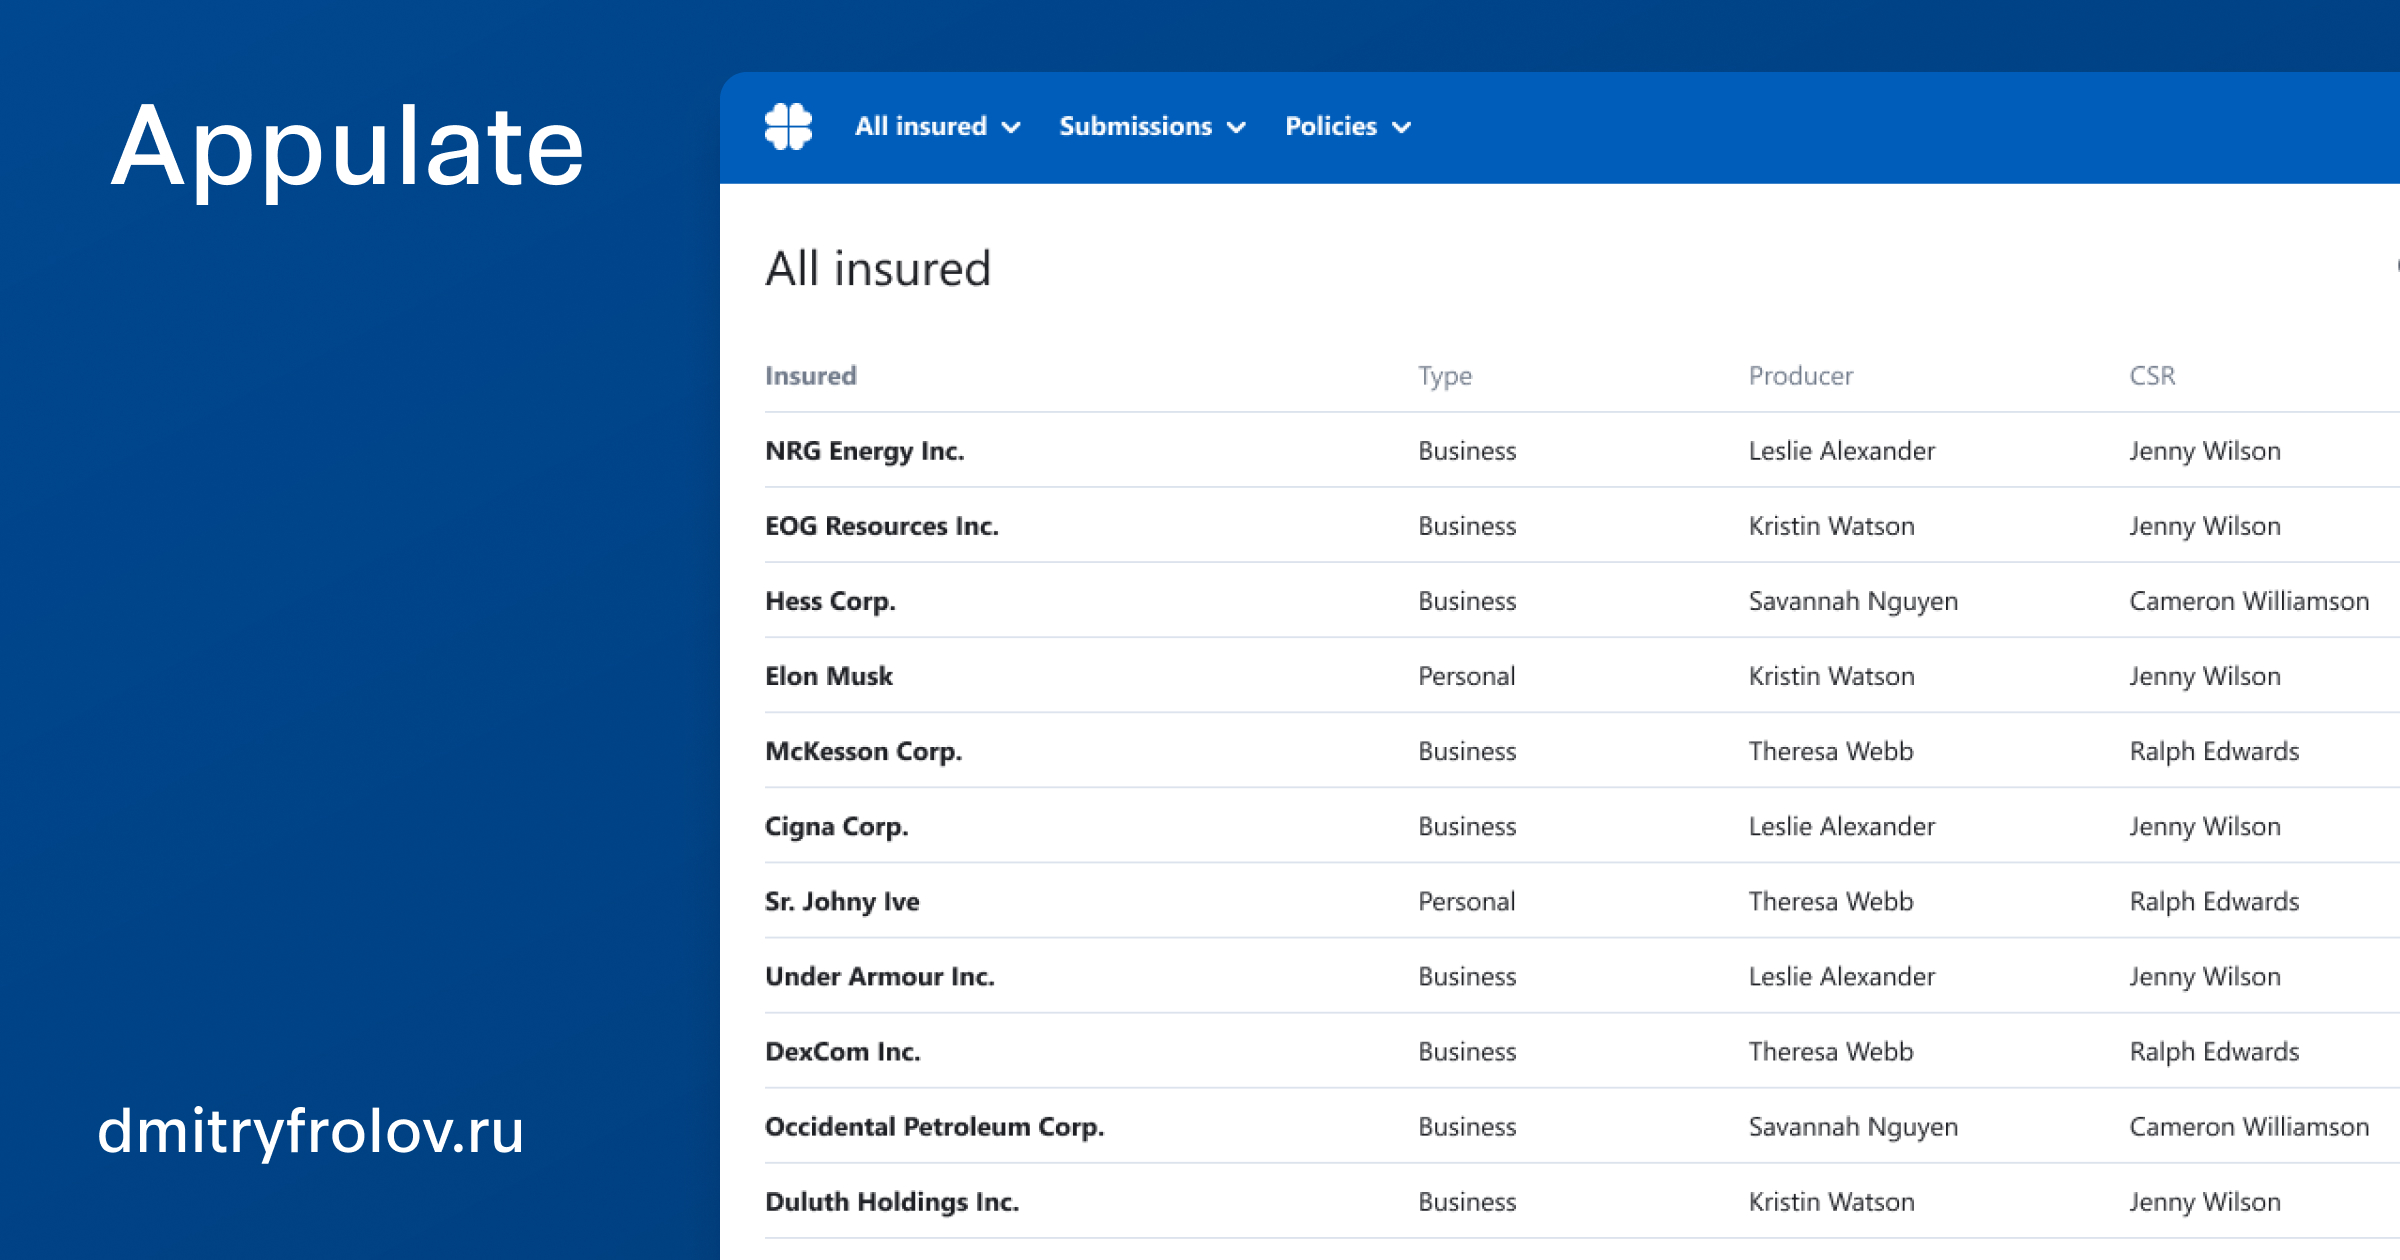 Appulate
All insured Submissions Policies
All insured
Insured Type Producer CSR
NRG Energy Inc. Business Leslie Alexander Jenny Wilson
EOG Resources Inc. Business Kristin Watson Jenny Wilson
Hess Corp. Business Savannah Nguyen Cameron Williamson
Elon Musk Personal Kristin Watson Jenny Wilson
McKesson Corp. Business Theresa Webb Ralph Edwards
Cigna Corp. Business Leslie Alexander Jenny Wilson
Sr. Johny Ive Personal Theresa Webb Ralph Edwards
Under Armour Inc. Business Leslie Alexander Jenny Wilson
DexCom Inc. Business Theresa Webb Ralph Edwards
Occidental Petroleum Corp. Business Savannah Nguyen Cameron Williamson
Duluth Holdings Inc. Business Kristin Watson Jenny Wilson
dmitryfrolov.ru